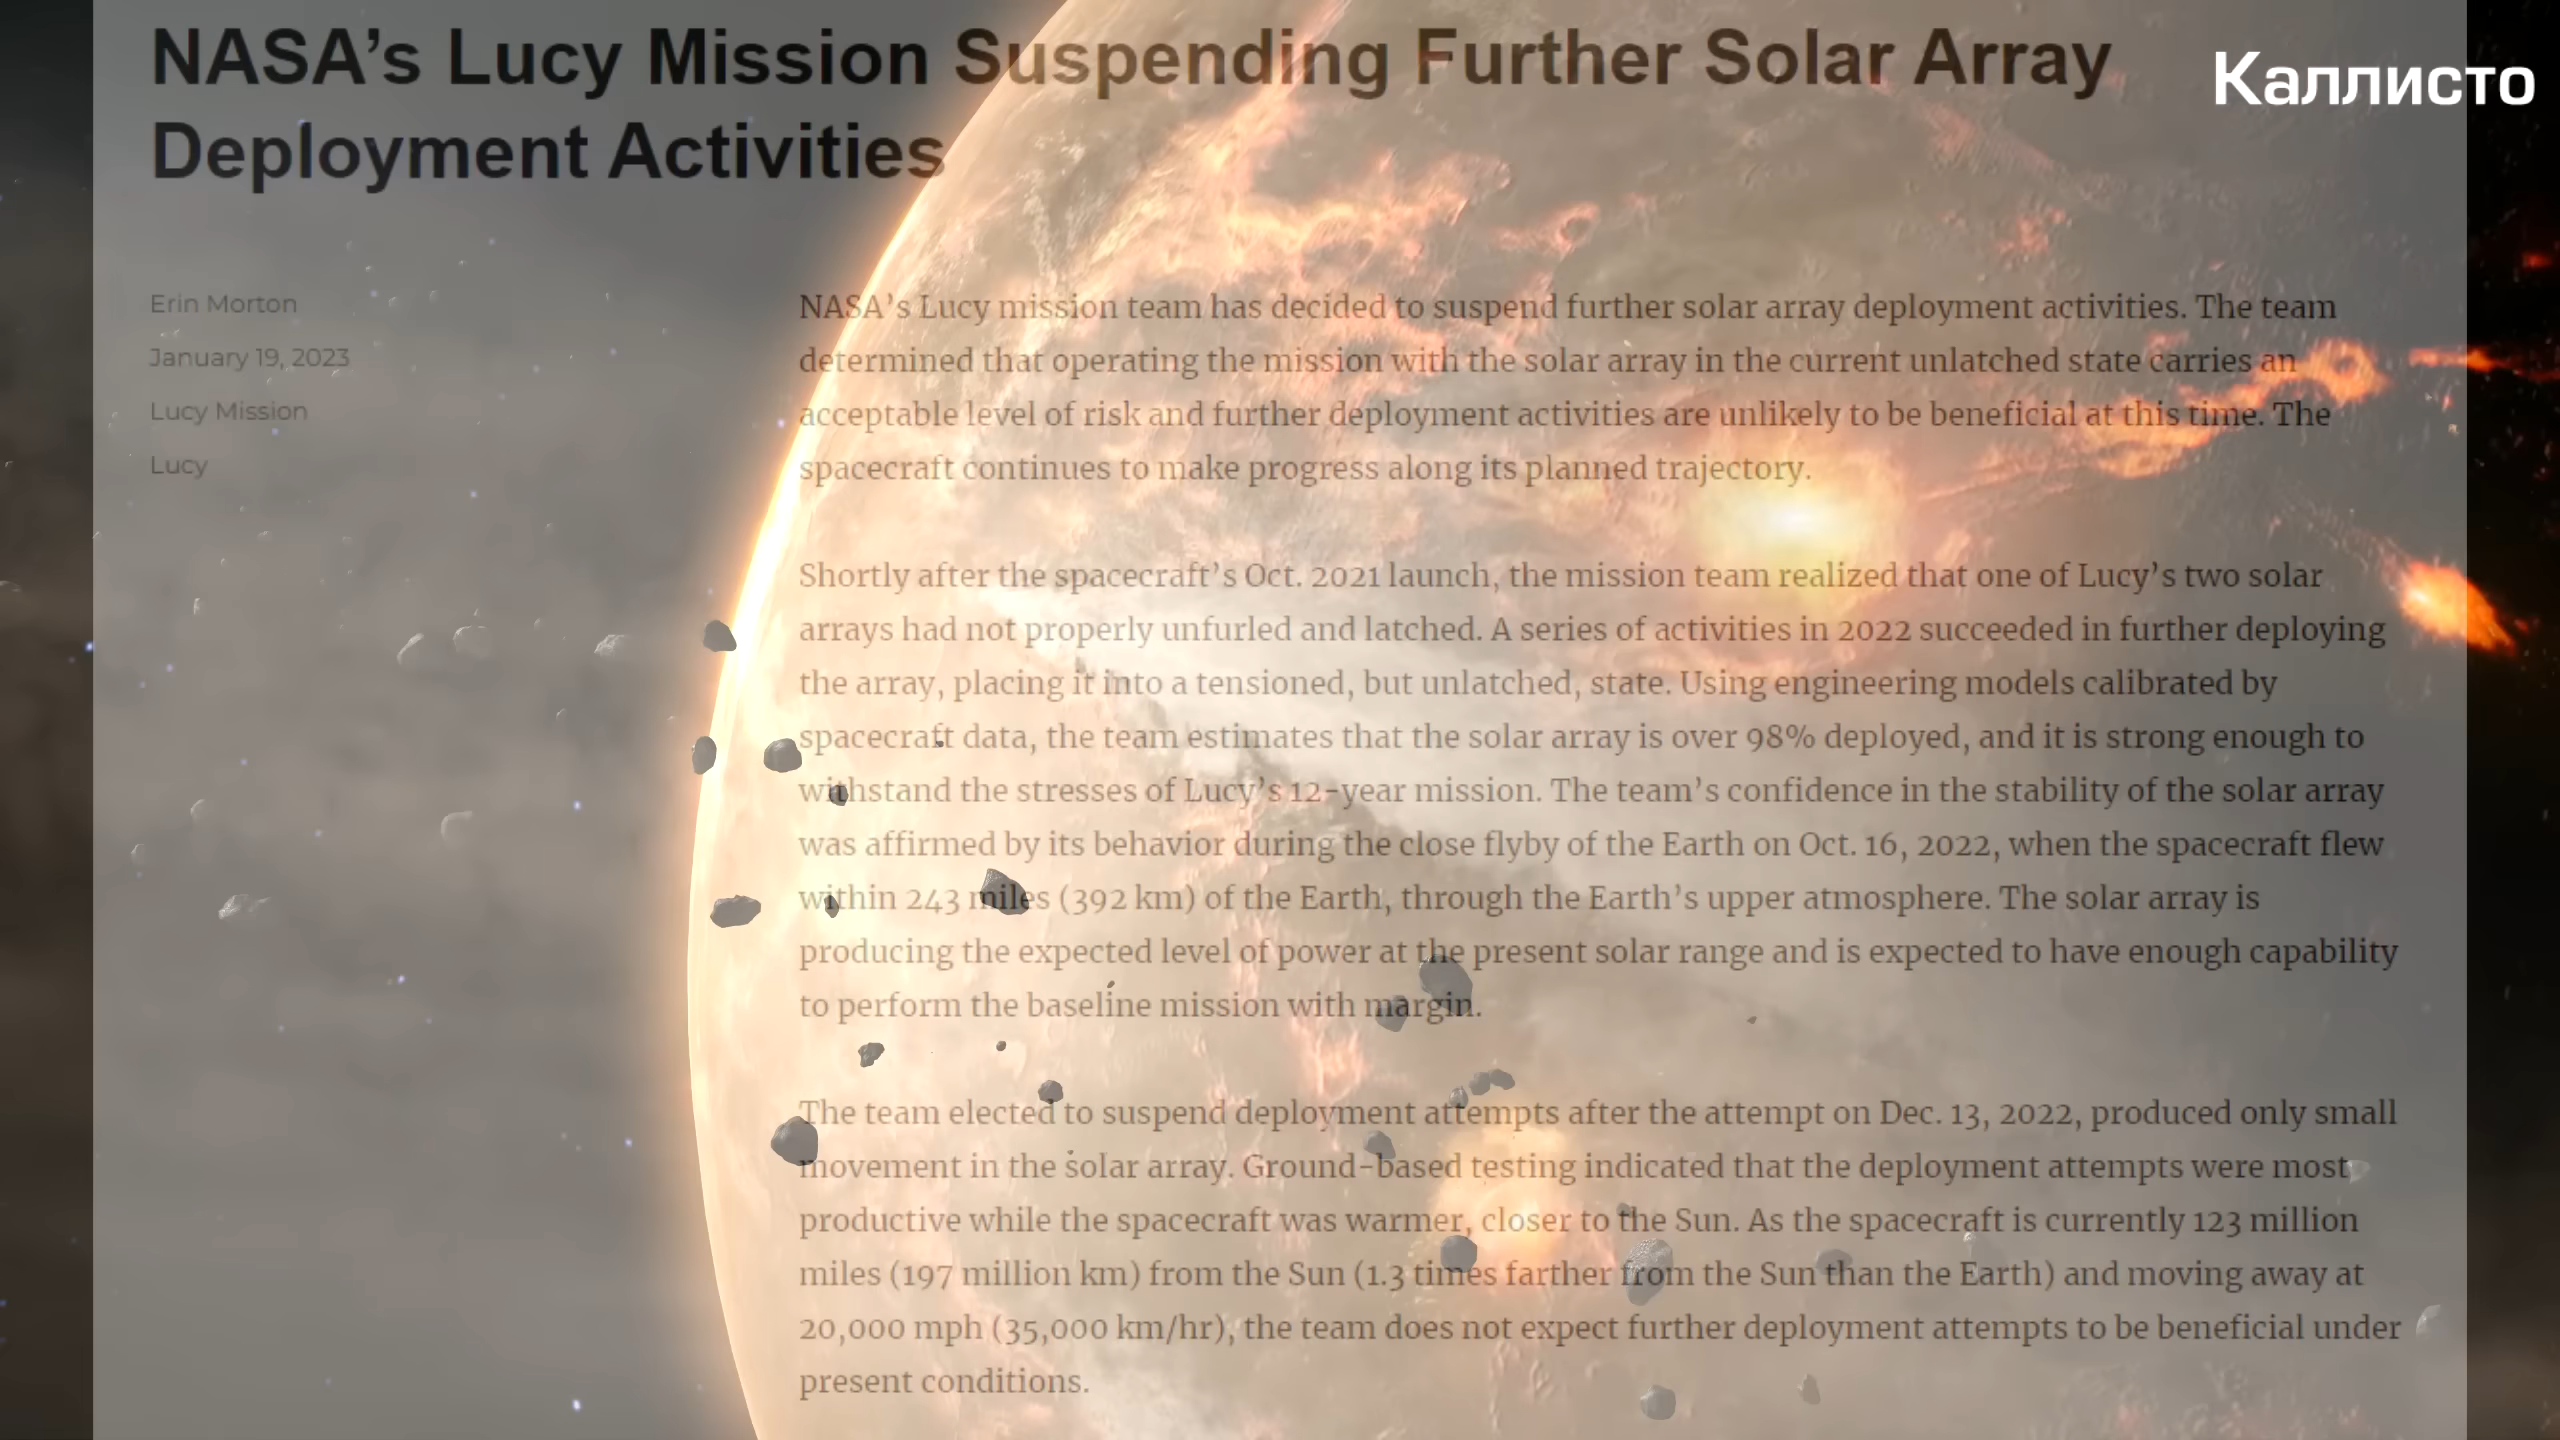 NASA’s Lucy Mission Suspending Further Solar Array
Deployment Activities
Каллисто
Erin Morton
January 19, 2023
Lucy Mission
Lucy
NASA’s Lucy mission team has decided to suspend further solar array deployment activities. The team
determined that operating the mission with the solar array in the current unlatched state carries an
acceptable level of risk and further deployment activities are unlikely to be beneficial at this time. The
spacecraft continues to make progress along its planned trajectory.
Shortly after the spacecraft’s Oct. 2021 launch, the mission team realized that one of Lucy’s two solar
arrays had not properly unfurled and latched. A series of activities in 2022 succeeded in further deploying
the array, placing it into a tensioned, but unlatched, state. Using engineering models calibrated by
spacecraft data, the team estimates that the solar array is over 98% deployed, and it is strong enough to
withstand the stresses of Lucy’s 12-year mission. The team’s confidence in the stability of the solar array
was affirmed by its behavior during the close flyby of the Earth on Oct. 16, 2022, when the spacecraft flew
within 243 miles (392 km) of the Earth, through the Earth’s upper atmosphere. The solar array is
producing the expected level of power at the present solar range and is expected to have enough capability
to perform the baseline mission with margin.
The team elected to suspend deployment attempts after the attempt on Dec. 13, 2022, produced only small
movement in the solar array. Ground-based testing indicated that the deployment attempts were most
productive while the spacecraft was warmer, closer to the Sun. As the spacecraft is currently 123 million
miles (197 million km) from the Sun (1.3 times farther from the Sun than the Earth) and moving away at
20,000 mph (35,000 km/hr), the team does not expect further deployment attempts to be beneficial under
present conditions.